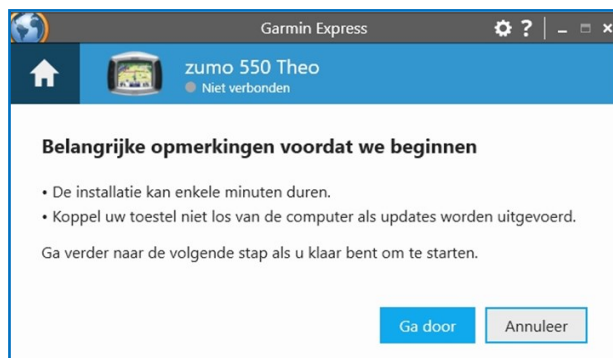 Garmin Express
?
zumo 550 Theo
Niet verbonden
Belangrijke opmerkingen voordat we beginnen
• De installatie kan enkele minuten duren.
• Koppel uw toestel niet los van de computer als updates worden uitgevoerd.
Ga verder naar de volgende stap als u klaar bent om te starten.
Ga door Annuleer